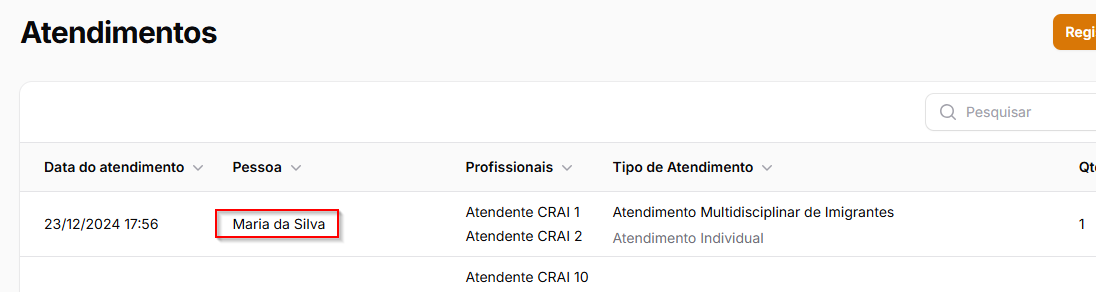 Atendimentos
Regi
Pesquisar
Data do atendimento Pessoa Profissionais Tipo de Atendimento Qt
23/12/2024 17:56 Maria da Silva Atendente CRAI 1 Atendimento Multidisciplinar de Imigrantes 1
Atendente CRAI 2 Atendimento Individual
Atendente CRAI 10